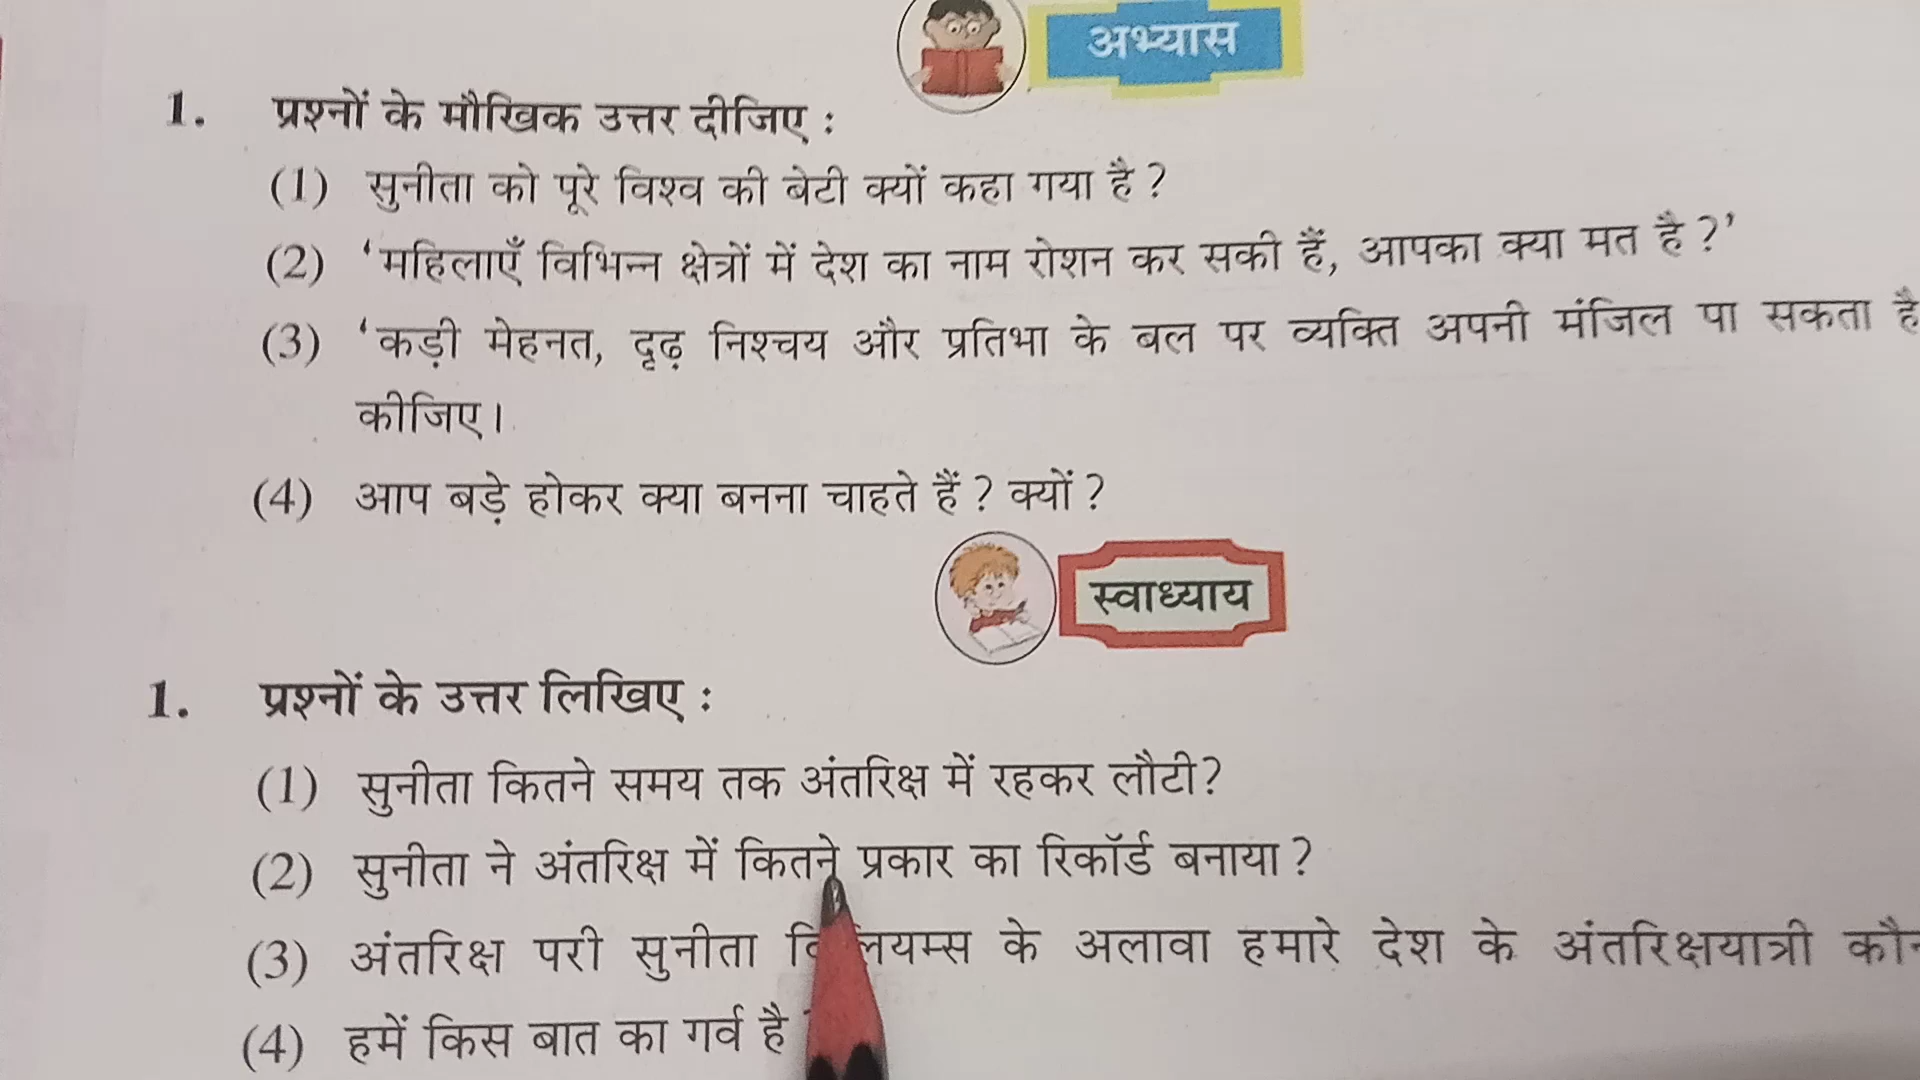 अभ्यास
1. प्रश्नों के मौखिक उत्तर दीजिए :
(1) सुनीता को पूरे विश्व की बेटी क्यों कहा गया है ?
(2) ‘महिलाएँ विभिन्न क्षेत्रों में देश का नाम रोशन कर सकी हैं, आपका क्या मत है ?’
(3) ‘कड़ी मेहनत, दृढ़ निश्चय और प्रतिभा के बल पर व्यक्ति अपनी मंजिल पा सकता है
कीजिए।
(4) आप बड़े होकर क्या बनना चाहते हैं ? क्यों ?
स्वाध्याय
1. प्रश्नों के उत्तर लिखिए :
(1) सुनीता कितने समय तक अंतरिक्ष में रहकर लौटी?
(2) सुनीता ने अंतरिक्ष में कितने प्रकार का रिकॉर्ड बनाया ?
(3) अंतरिक्ष परी सुनीता के अलावा हमारे देश के अंतरिक्षयात्री
(4) हमें किस बात का गर्व है